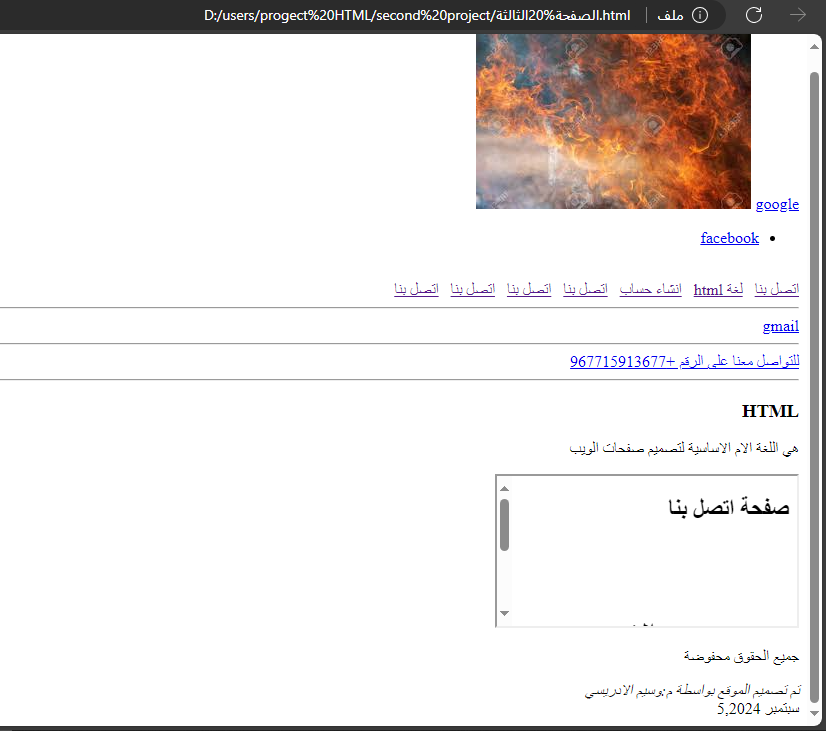 ملف D:/users/progect%20HTML/second%20project/الصفحة%20الثالثة.html
google
facebook
اتصل بنا لغة html انشاء حساب اتصل بنا اتصل بنا اتصل بنا اتصل بنا
gmail
للتواصل معنا على الرقم +967715913677
HTML
هي اللغة الام الاساسية لتصميم صفحات الويب
صفحة اتصل بنا
جميع الحقوق محفوضة
تم تصميم الموقع بواسطة م:وسيم الادريسي
سبتمبر 5,2024